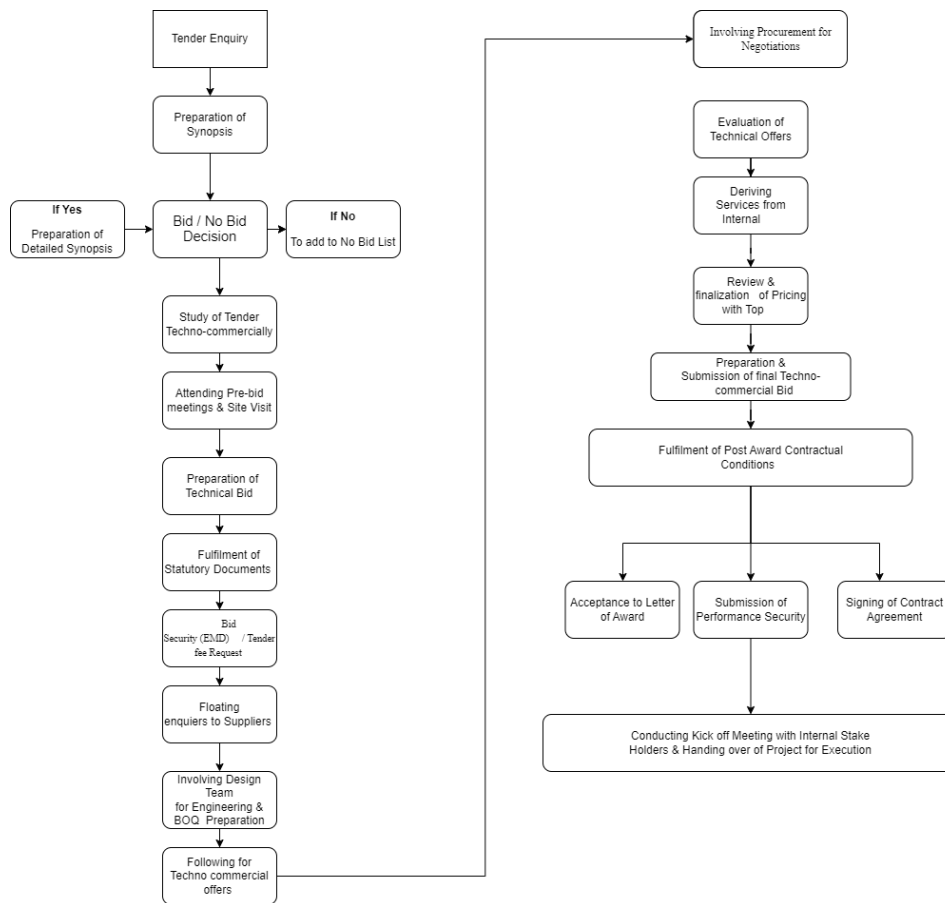 Tender Enquiry
Preparation of
Synopsis
If Yes
Preparation of
Detailed Synopsis
Bid / No Bid
Decision
If No
To add to No Bid List
Study of Tender
Techno-commercially
Attending Pre-bid
meetings & Site Visit
Preparation of
Technical Bid
Fulfilment of
Statutory Documents
Bid
Security (EMD) / Tender
fee Request
Floating
enquiers to Suppliers
Involving Design
Team
for Engineering &
BOQ Preparation
Following for
Techno commercial
offers
Involving Procurement for
Negotiations
Evaluation of
Technical Offers
Deriving
Services from
Internal
Review &
finalization of Pricing
with Top
Preparation &
Submission of final Techno-
commercial Bid
Fulfilment of Post Award Contractual
Conditions
Acceptance to Letter
of Award
Submission of
Performance Security
Signing of Contract
Agreement
Conducting Kick off Meeting with Internal Stake
Holders & Handing over of Project for Execution